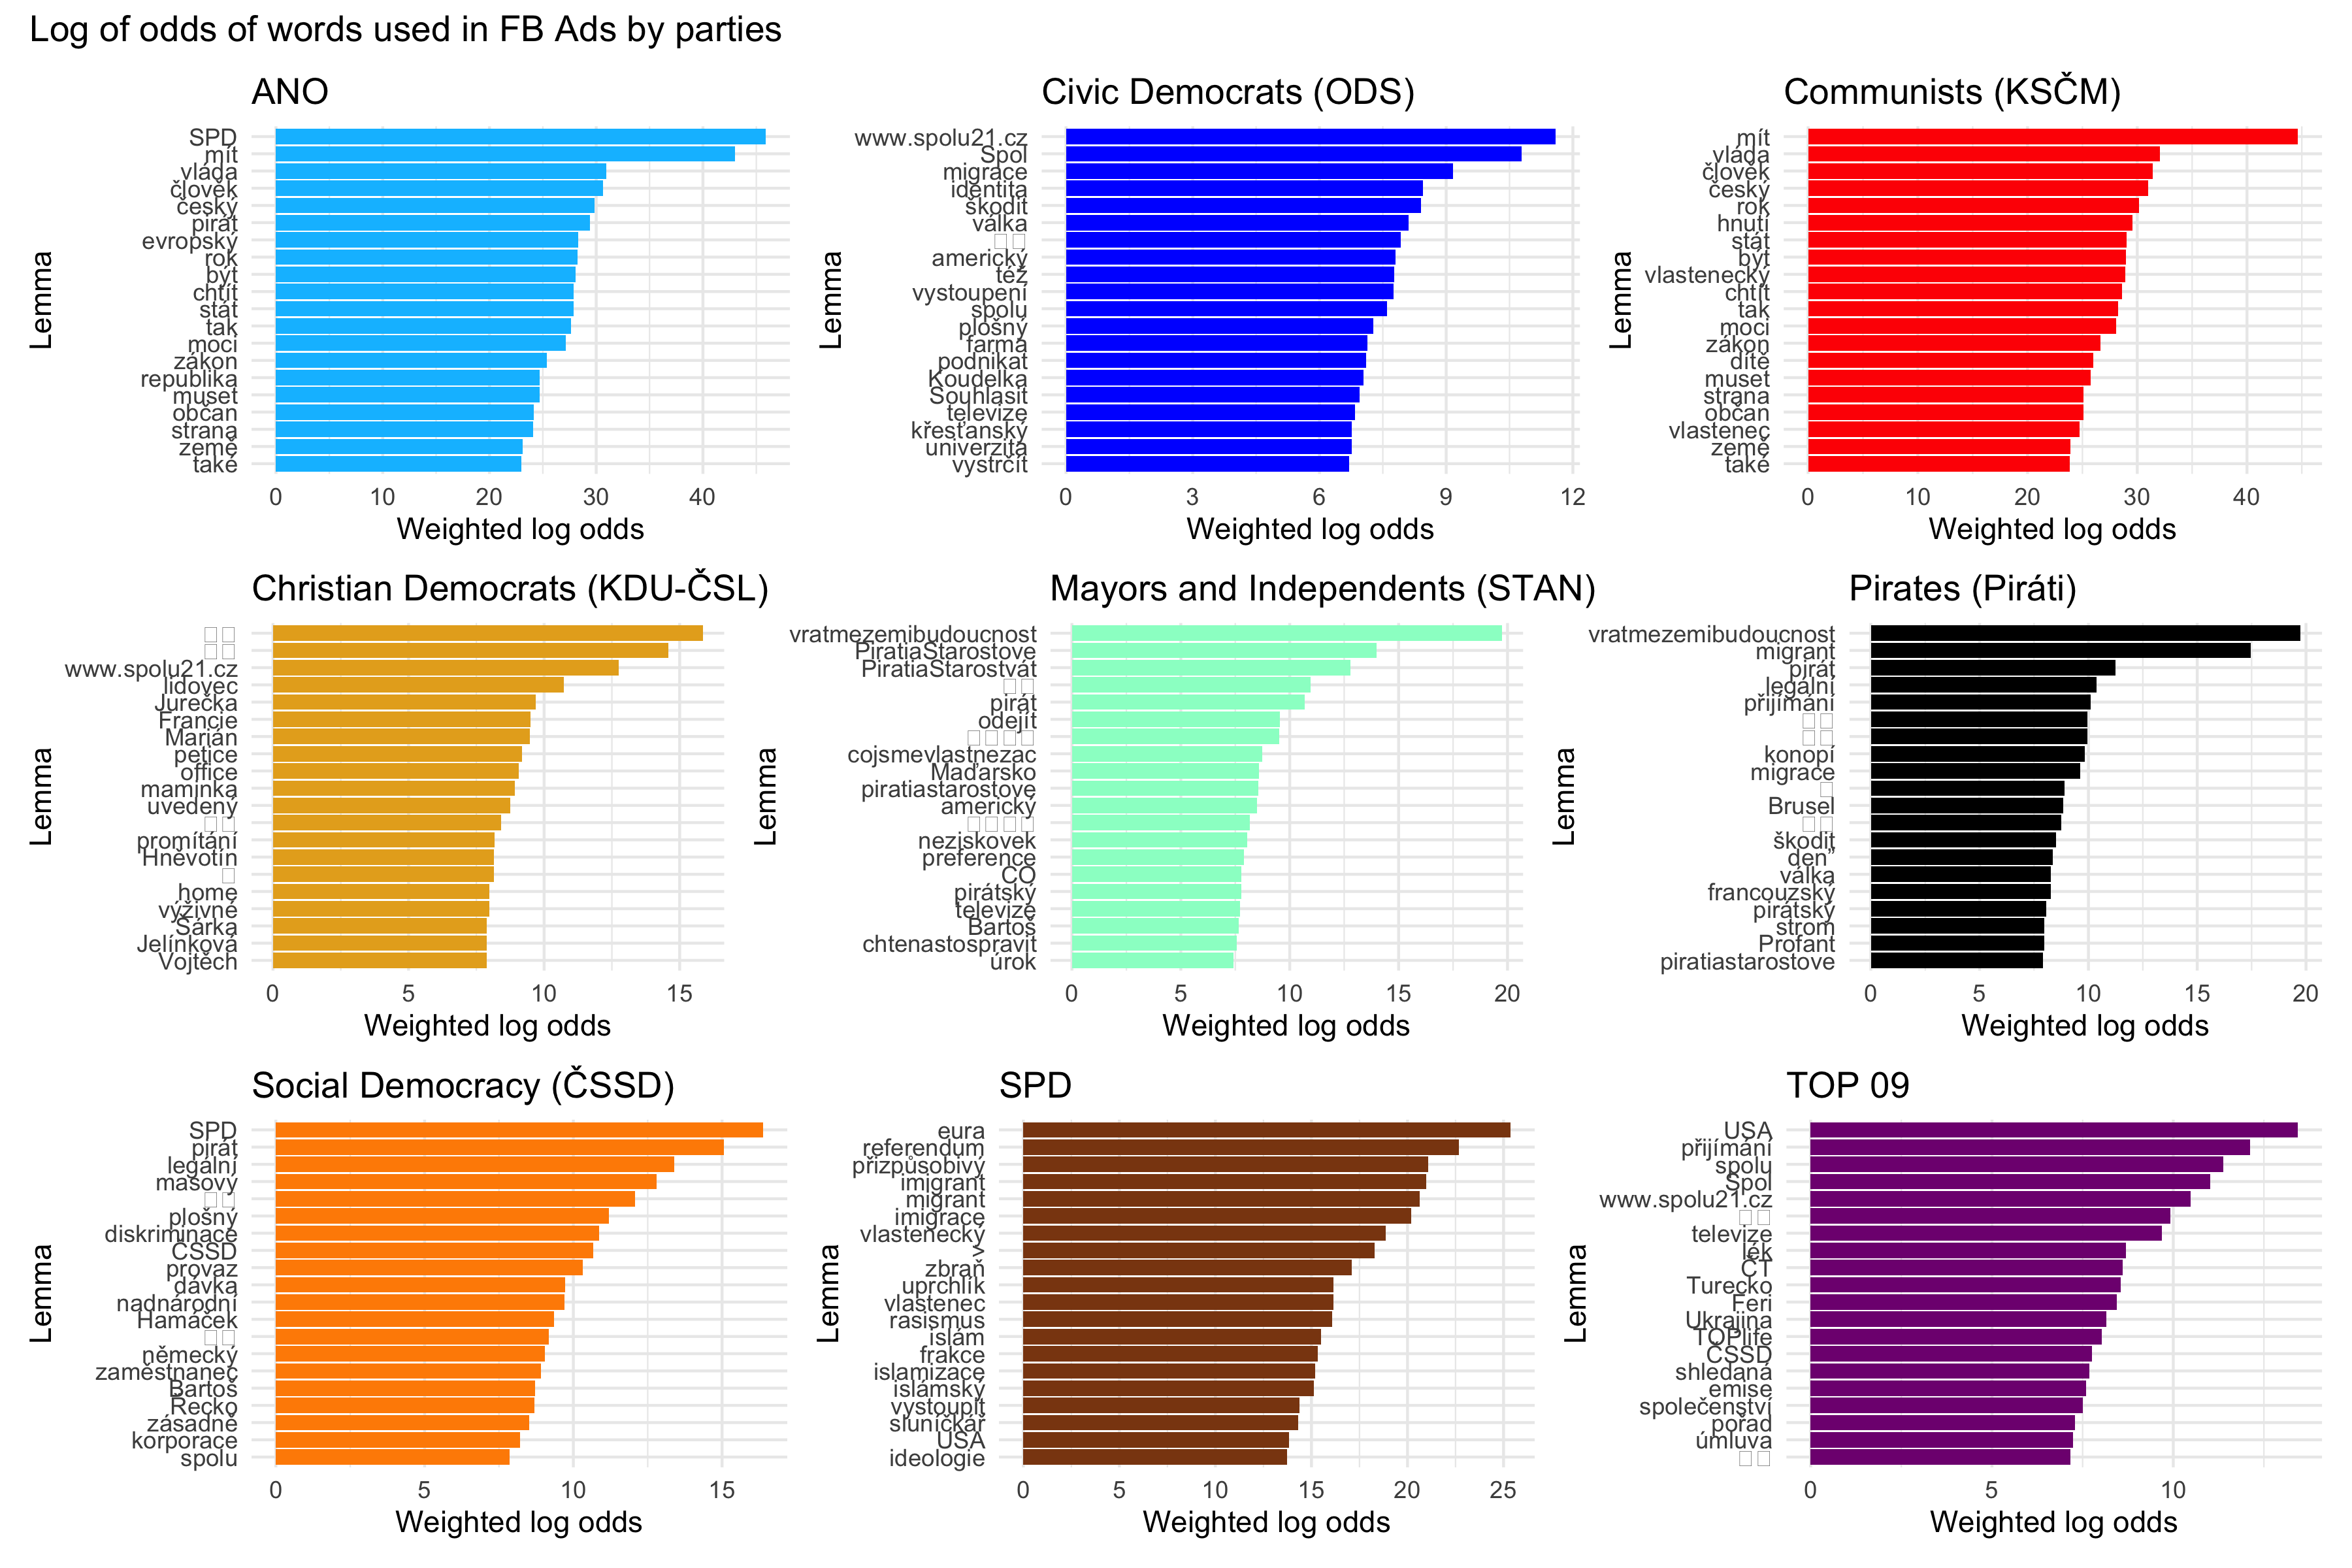 Log of odds of words used in FB Ads by parties
ANO
SPD
mít
vláda
člověk
český
pirát
evropský
rok
být
chtít
stát
tak
moci
zákon
republika
muset
občan
strana
země
také
0 10 20 30 40
Weighted log odds
Lemma
Civic Democrats (ODS)
www.spolu21.cz
Spol
migrace
identita
škodit
válka
americký
též
vystoupení
spolu
plošný
farma
podnikat
Koudelka
Souhlasit
televize
křesťanský
univerzita
vystrčit
0 3 6 9 12
Weighted log odds
Lemma
Communists (KSČM)
mít
vláda
člověk
český
rok
hnutí
stát
být
vlastenecký
chtít
tak
moci
zákon
dítě
muset
strana
občan
vlastenec
země
také
0 10 20 30 40
Weighted log odds
Lemma
Christian Democrats (KDU-ČSL)
www.spolu21.cz
lidovec
Jurečka
Francie
Marian
petice
office
maminka
uvedený
promítání
Hněvotín
home
výživné
Šárka
Jelínková
Vojtěch
0 5 10 15
Weighted log odds
Lemma
Mayors and Independents (STAN)
vratmezemibudoucnost
PiratiaStarostove
PiratiaStarostvát
pirát
odejít
cojsmevlastnezac
Maďarsko
piratiastarostove
americký
neziskovek
preference
CO
pirátský
televize
Bartoš
chtenastospravit
úrok
0 5 10 15 20
Weighted log odds
Lemma
Pirates (Piráti)
vratmezemibudoucnost
migrant
pirát
legální
přijímání
konopí
migrace
Brusel
škodit
den”
válka
francouzský
pirátský
strom
Profant
piratiastarostove
0 5 10 15 20
Weighted log odds
Lemma
Social Democracy (ČSSD)
SPD
pirát
legální
masový
plošný
diskriminace
ČSSD
provaz
dávka
nadnárodní
Hamáček
německý
zaměstnanec
Bartoš
Řecko
zásadně
korporace
spolu
0 5 10 15
Weighted log odds
Lemma
SPD
eura
referendum
přizpůsobivý
imigrant
migrant
imigrace
vlastenecký
>
zbraň
uprchlík
vlastenec
rasismus
islám
frakce
islamizace
islámský
vystoupit
sluníčkář
USA
ideologie
0 5 10 15 20 25
Weighted log odds
Lemma
TOP 09
USA
přijímání
spolu
Spol
www.spolu21.cz
televize
lék
ČT
Turecko
Feri
Ukrajina
TOPlife
ČSSD
shledaná
emise
společenství
pořad
úmluva
0 5 10
Weighted log odds
Lemma